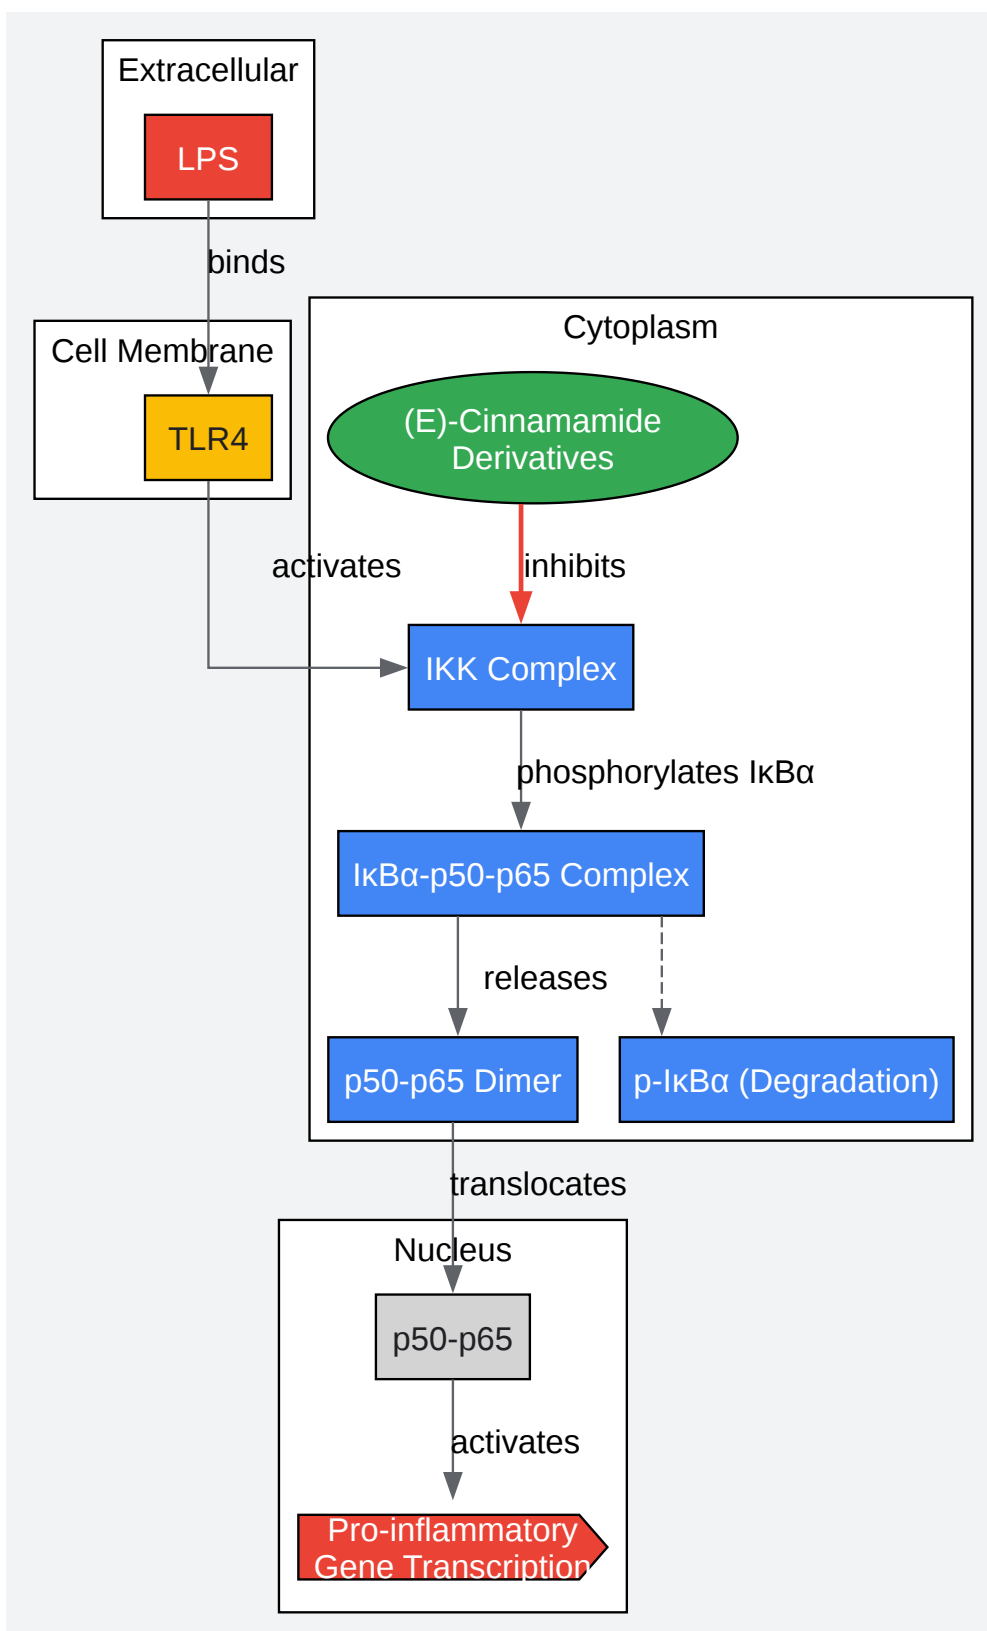 Extracellular
LPS
binds
Cell Membrane
TLR4
Cytoplasm
(E)-Cinnamamide
Derivatives
activates
inhibits
IKK Complex
phosphorylates IκBα
IκBα-p50-p65 Complex
releases
p50-p65 Dimer
p-IκBα (Degradation)
translocates
Nucleus
p50-p65
activates
Pro-inflammatory
Gene Transcription